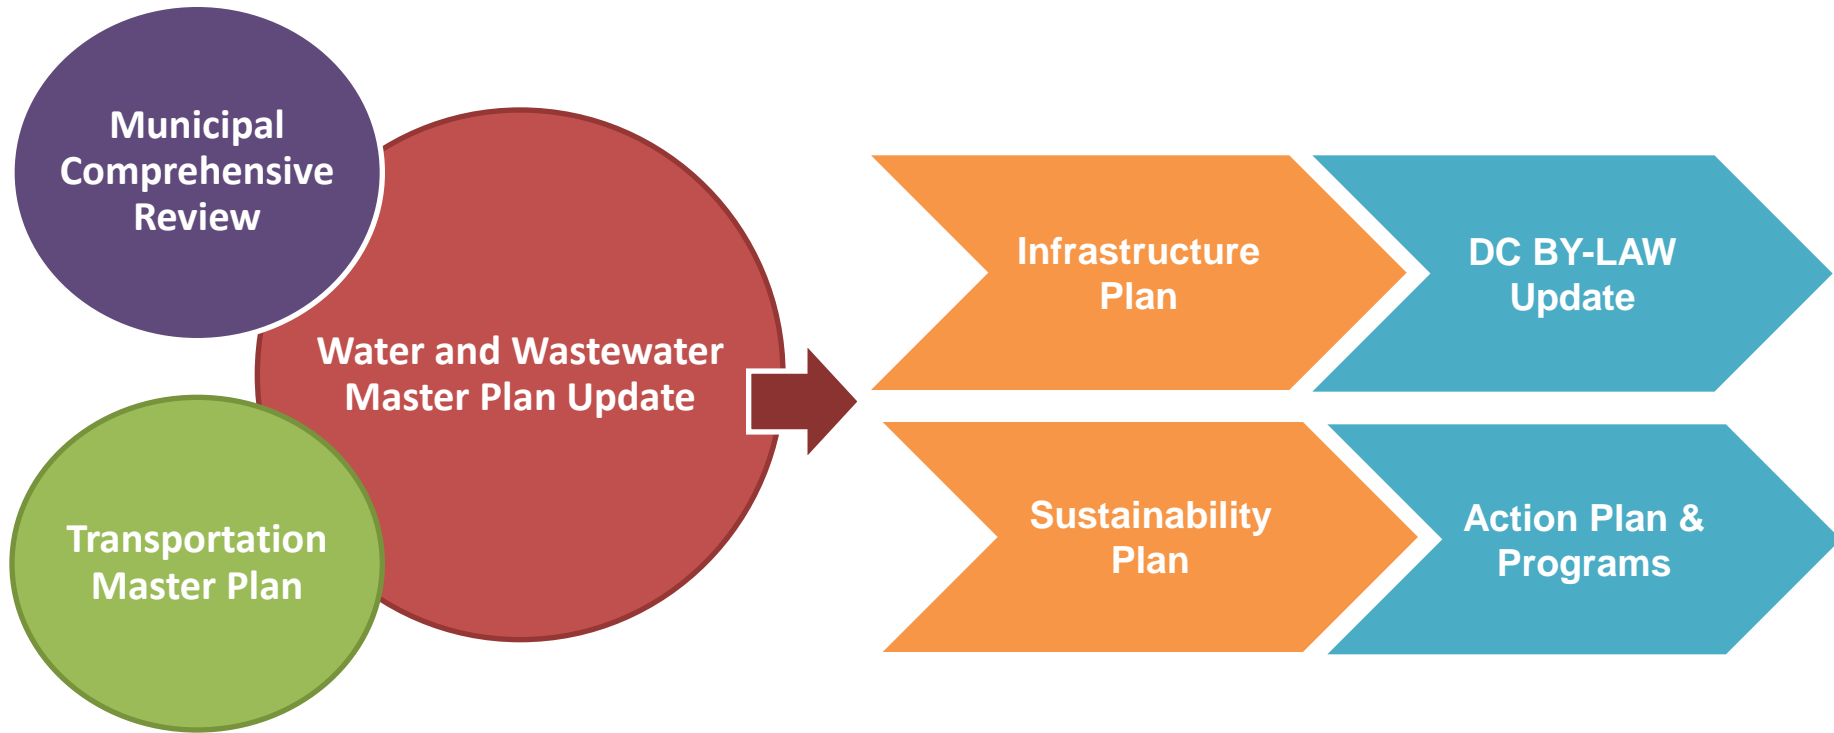 Municipal
Comprehensive
Review
Water and Wastewater
Master Plan Update
Transportation
Master Plan
Infrastructure
Plan
DC BY-LAW
Update
Sustainability
Plan
Action Plan &
Programs